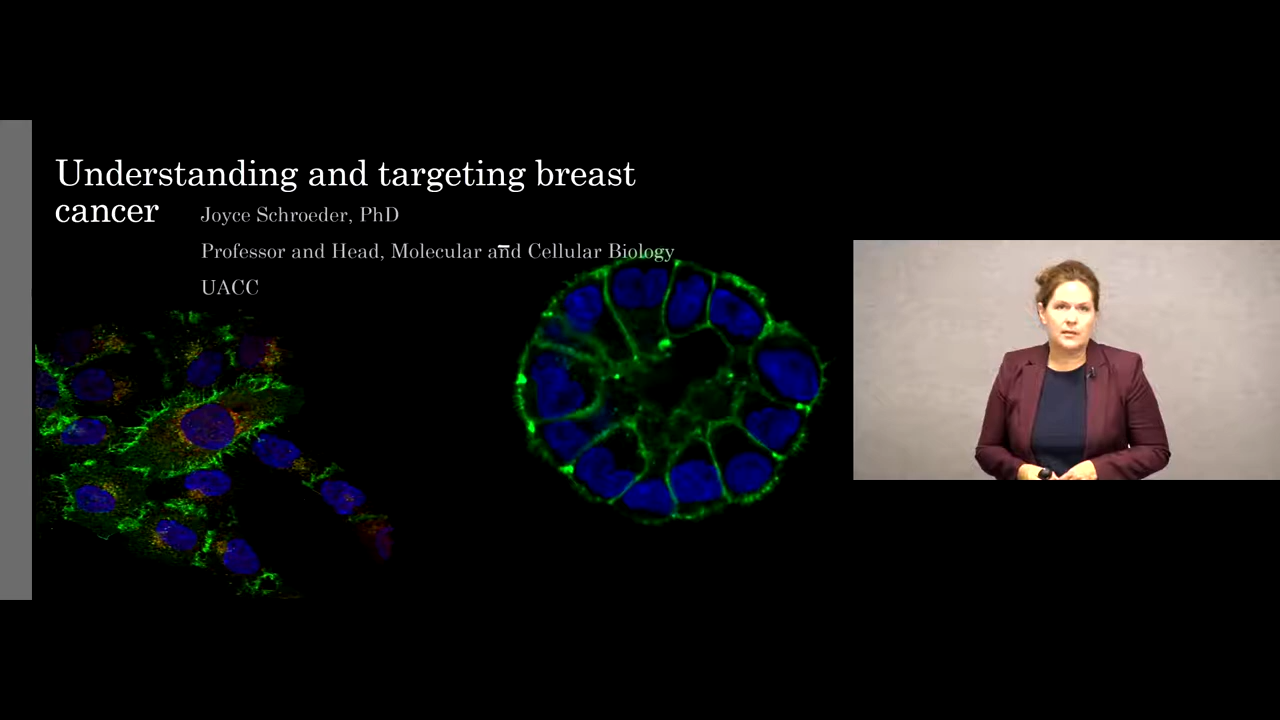 Understanding and targeting breast
cancer
Joyce Schroeder, PhD
Professor and Head, Molecular and Cellular Biology
UACC